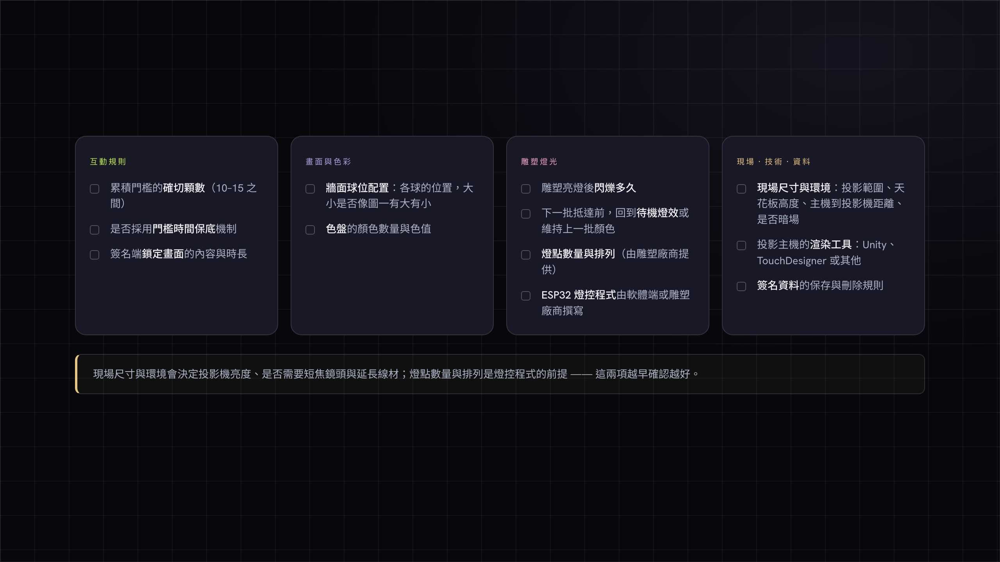 互動規則
累積門檻的確切顆數（10–15 之
間）
是否採用門檻時間保底機制
簽名端鎖定畫面的內容與時長
畫面與色彩
牆面球位配置：各球的位置，大
小是否像圖一有大有小
色盤的顏色數量與色值
雕塑燈光
雕塑亮燈後閃爍多久
下一批抵達前，回到待機燈效或
維持上一批顏色
燈點數量與排列（由雕塑廠商提
供）
ESP32 燈控程式由軟體端或雕塑
廠商撰寫
現場 · 技術 · 資料
現場尺寸與環境：投影範圍、天
花板高度、主機到投影機距離、
是否暗場
投影主機的渲染工具：Unity、
TouchDesigner 或其他
簽名資料的保存與刪除規則
現場尺寸與環境會決定投影機亮度、是否需要短焦鏡頭與延長線材；燈點數量與排列是燈控程式的前提 —— 這兩項越早確認越好。